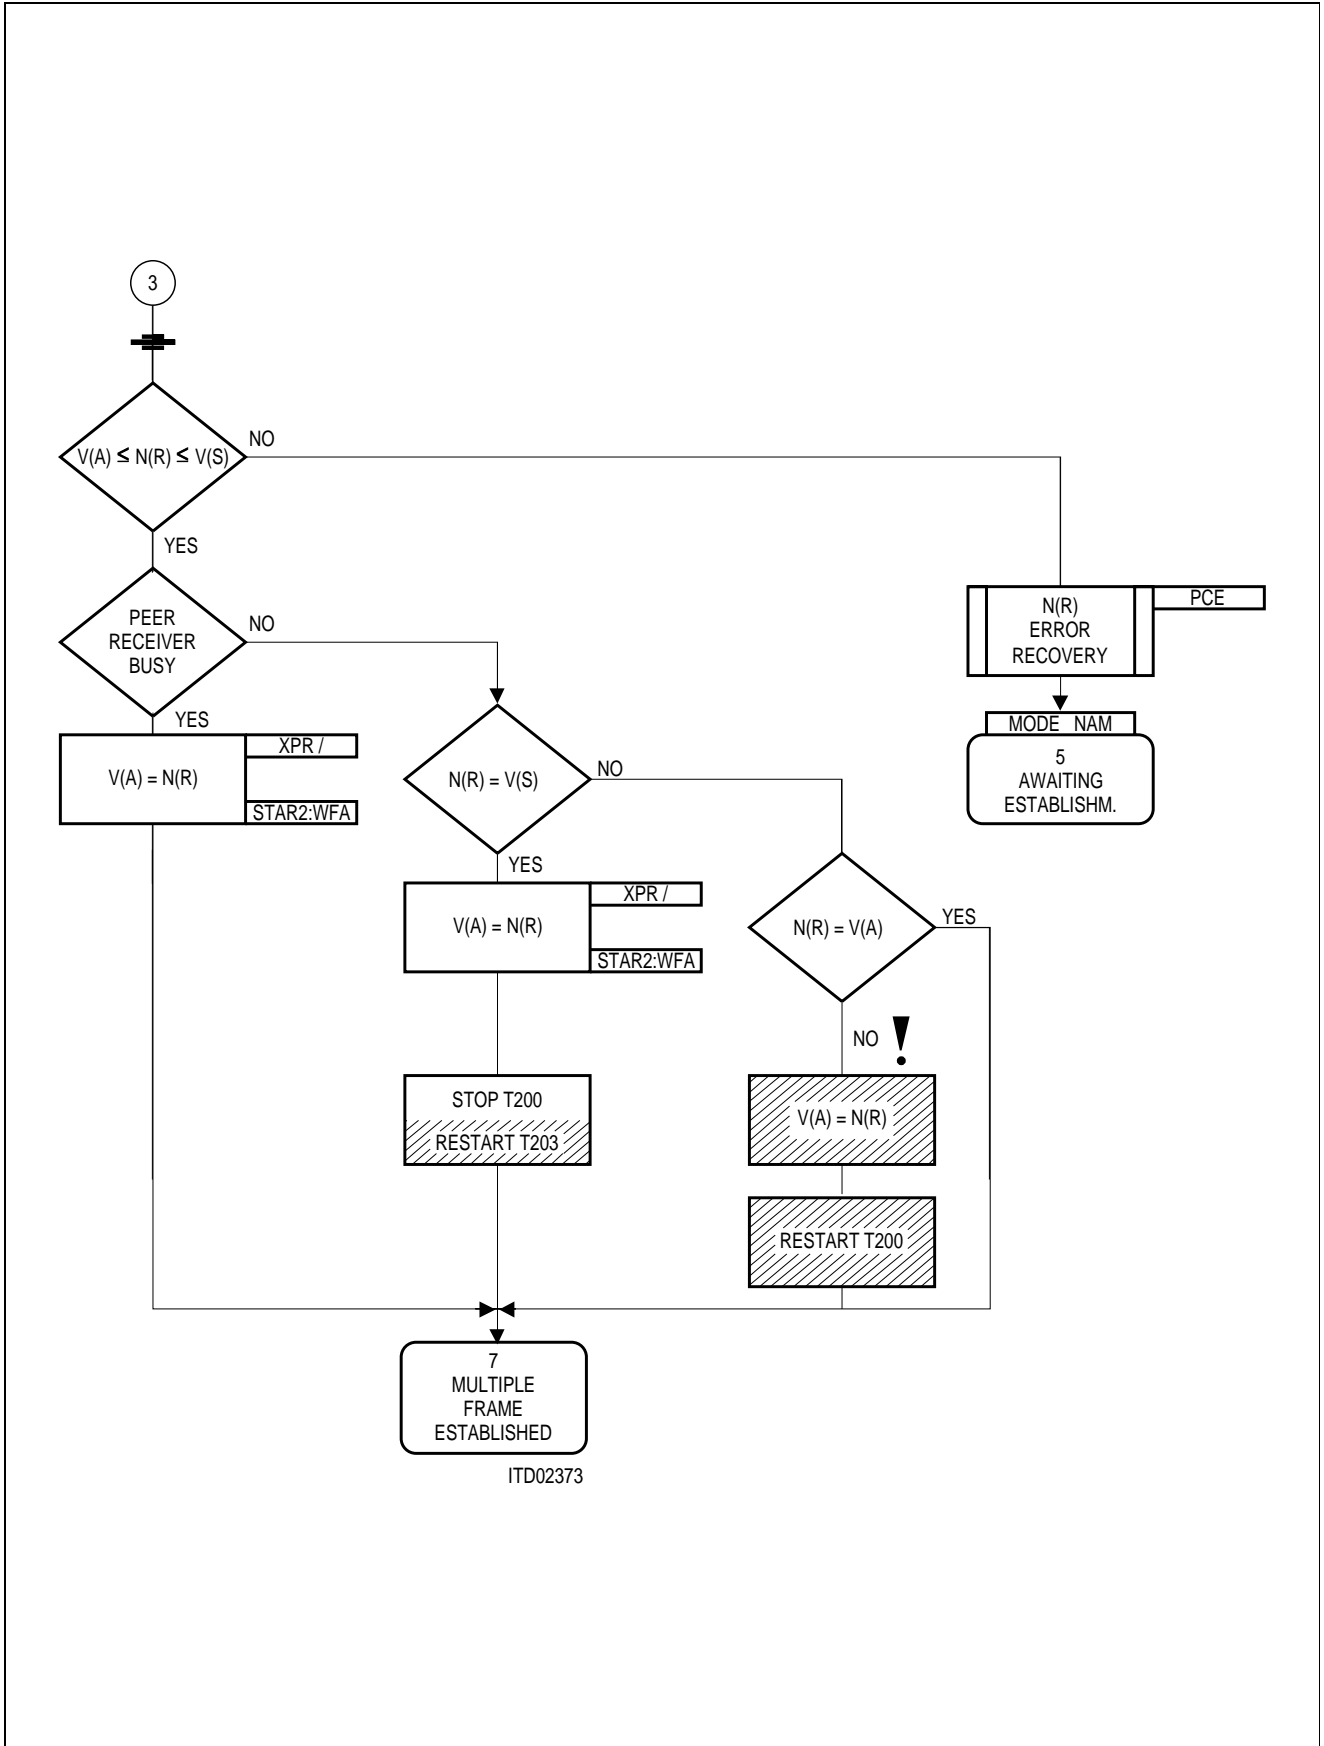 3
V(A) ≤ N(R) ≤ V(S)
NO
YES
PEER
RECEIVER
BUSY
NO
YES
V(A) = N(R)
XPR /
STAR2:WFA
N(R) = V(S)
NO
YES
V(A) = N(R)
XPR /
STAR2:WFA
STOP T200
RESTART T203
N(R) = V(A)
YES
NO !
V(A) = N(R)
RESTART T200
N(R)
ERROR
RECOVERY
PCE
MODE NAM
5
AWAITING
ESTABLISHM.
7
MULTIPLE
FRAME
ESTABLISHED
ITD02373